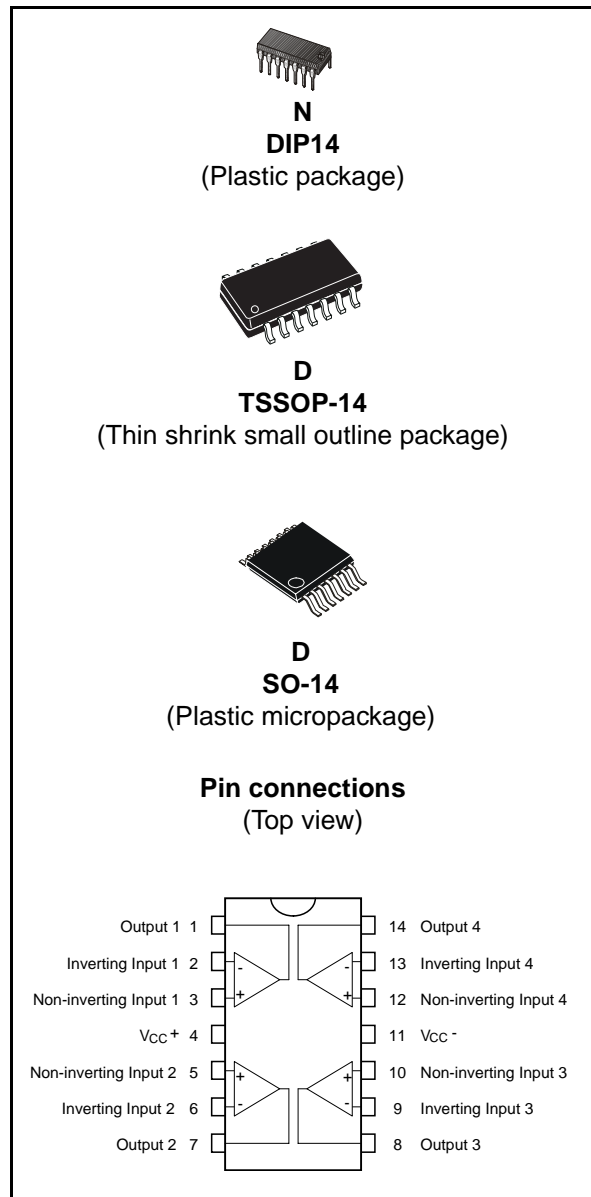 N
DIP14
(Plastic package)
D
TSSOP-14
(Thin shrink small outline package)
D
SO-14
(Plastic micropackage)
Pin connections
(Top view)
Output 1 1 14 Output 4
Inverting Input 1 2 - - 13 Inverting Input 4
Non-inverting Input 1 3 + + 12 Non-inverting Input 4
VCC + 4 11 VCC -
Non-inverting Input 2 5 + + 10 Non-inverting Input 3
Inverting Input 2 6 - - 9 Inverting Input 3
Output 2 7 8 Output 3